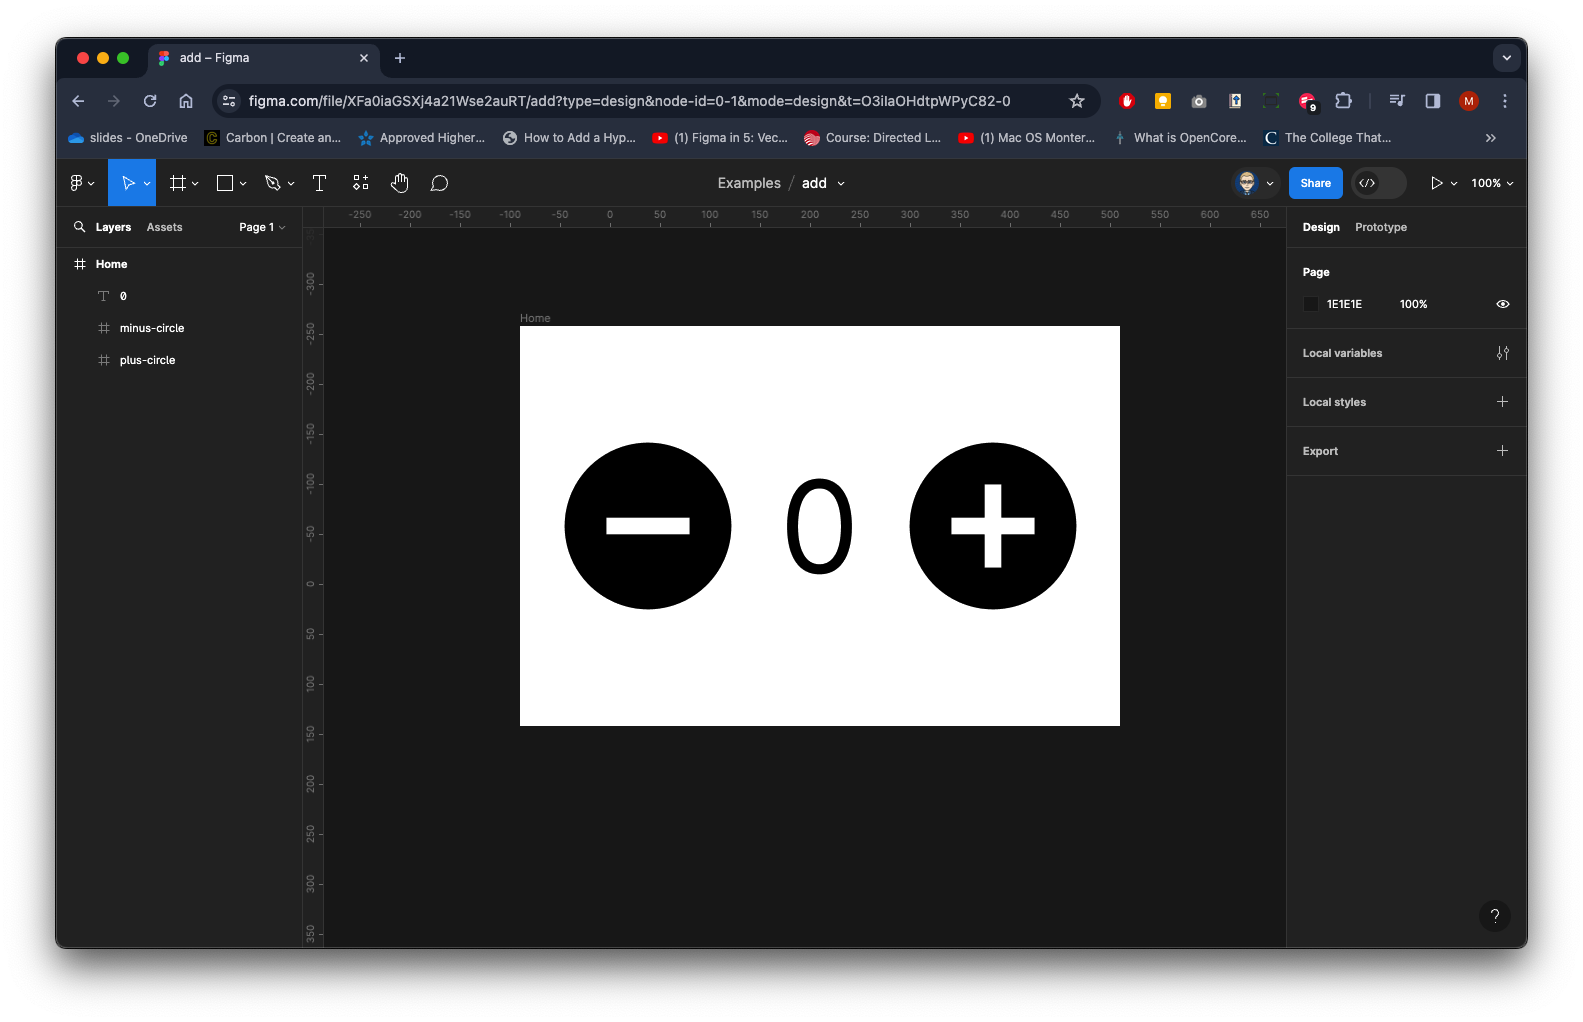 add – Figma
figma.com/file/XFa0iaGSXj4a21Wse2auRT/add?type=design&node-id=0-1&mode=design&t=O3ilaOHdtpWPyC82-0
9
M
slides - OneDrive
Carbon | Create an...
Approved Higher...
How to Add a Hyp...
(1) Figma in 5: Vec...
Course: Directed L...
(1) Mac OS Monter...
What is OpenCore...
The College That...
Examples / add
Share
100%
Layers
Assets
Page 1
-250 -200 -150 -100 -50 0 50 100 150 200 250 300 350 400 450 500 550 600 650
Design
Prototype
Home
0
minus-circle
plus-circle
-300
-250
-200
-150
-100
-50
0
50
100
150
200
250
300
350
Home
0
Page
1E1E1E
100%
Local variables
Local styles
Export
?